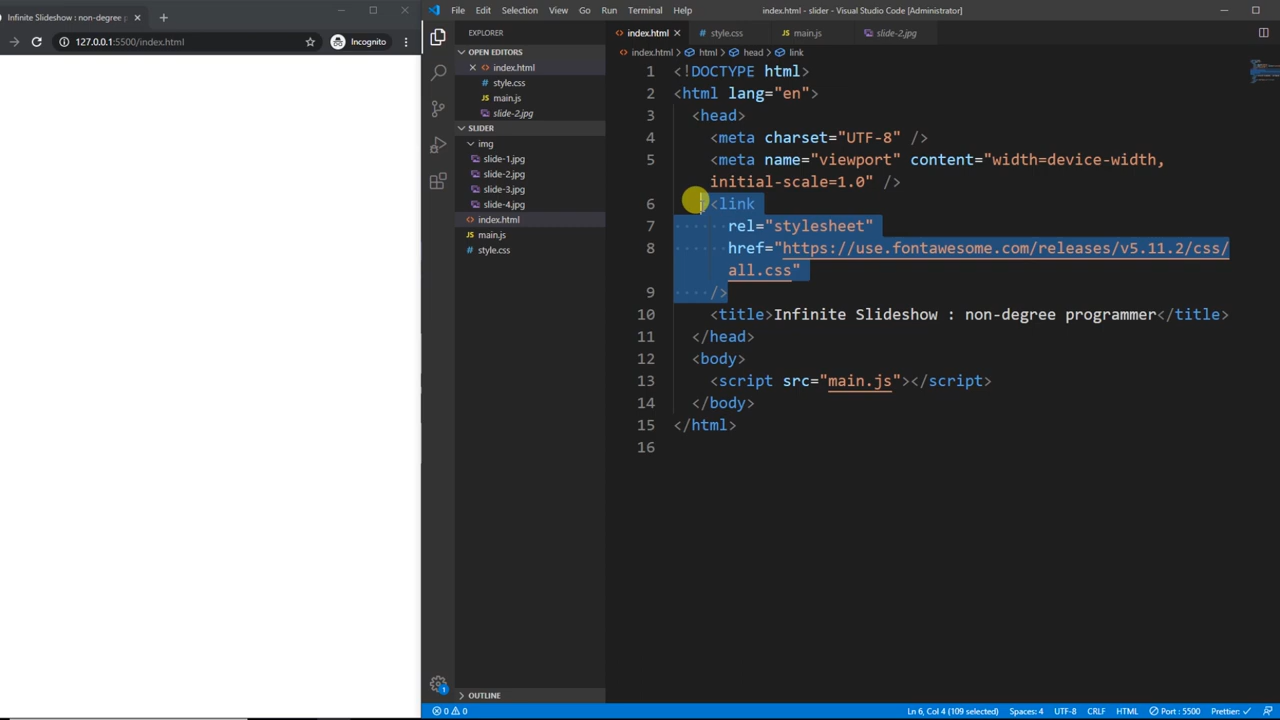 Infinite Slideshow : non-degree p
127.0.0.1:5500/index.html
Incognito
File Edit Selection View Go Run Terminal Help
index.html - slider - Visual Studio Code [Administrator]
EXPLORER
OPEN EDITORS
index.html
style.css
main.js
slide-2.jpg
SLIDER
img
slide-1.jpg
slide-2.jpg
slide-3.jpg
slide-4.jpg
index.html
main.js
style.css
OUTLINE
index.html style.css main.js slide-2.jpg
index.html html head link
1 <!DOCTYPE html>
2 <html lang="en">
3 <head>
4 <meta charset="UTF-8" />
5 <meta name="viewport" content="width=device-width,
initial-scale=1.0" />
6 <link
7 rel="stylesheet"
8 href="https://use.fontawesome.com/releases/v5.11.2/css/
all.css"
9 />
10 <title>Infinite Slideshow : non-degree programmer</title>
11 </head>
12 <body>
13 <script src="main.js"></script>
14 </body>
15 </html>
16
1
0 0 Ln 6, Col 4 (109 selected) Spaces: 4 UTF-8 CRLF HTML Port : 5500 Prettier: ✓